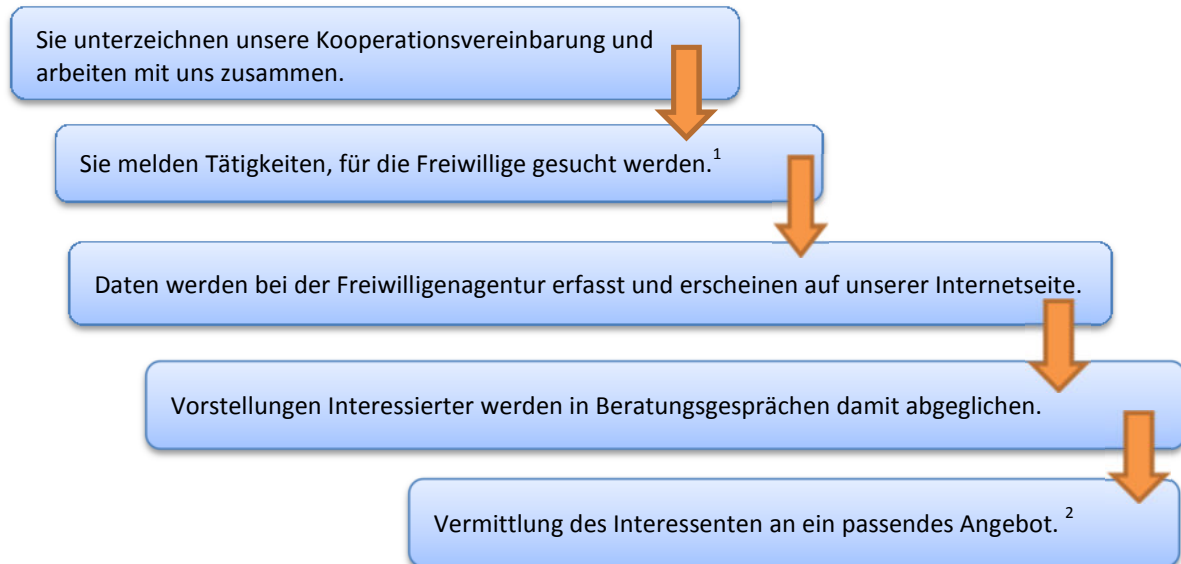 Sie unterzeichnen unsere Kooperationsvereinbarung und
arbeiten mit uns zusammen.
Sie melden Tätigkeiten, für die Freiwillige gesucht werden.¹
Daten werden bei der Freiwilligenagentur erfasst und erscheinen auf unserer Internetseite.
Vorstellungen Interessierter werden in Beratungsgesprächen damit abgeglichen.
Vermittlung des Interessenten an ein passendes Angebot. ²